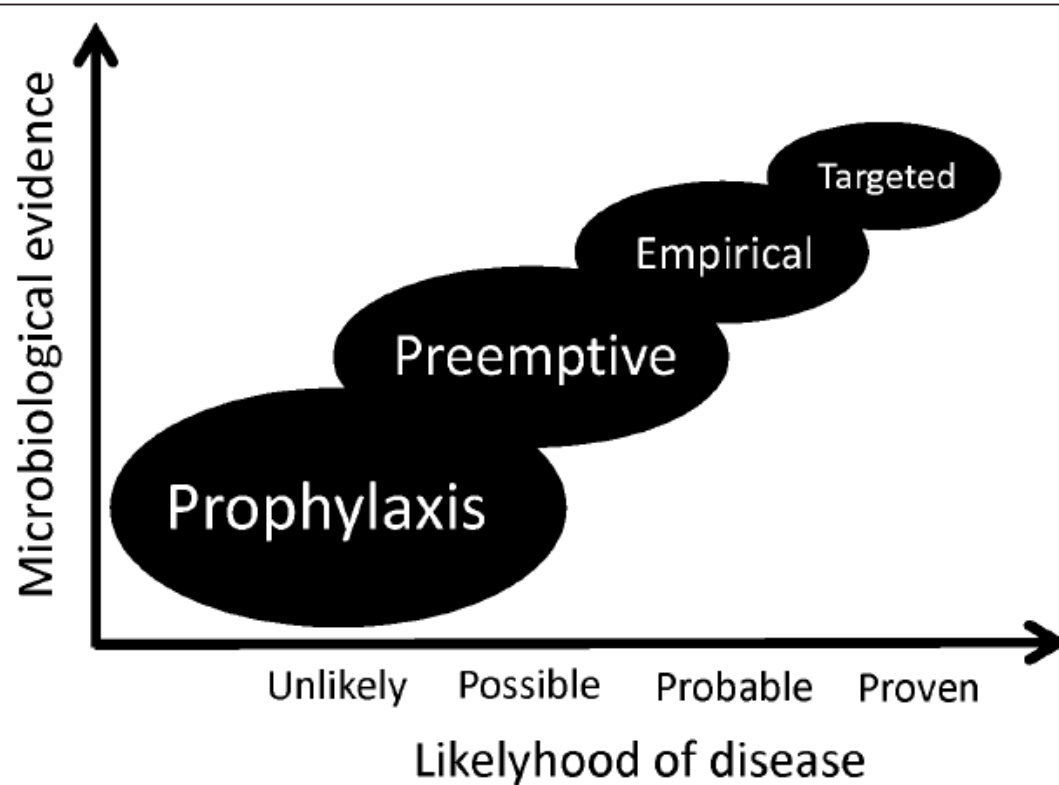 Microbiological evidence
Targeted
Empirical
Preemptive
Prophylaxis
Unlikely Possible Probable Proven
Likelyhood of disease